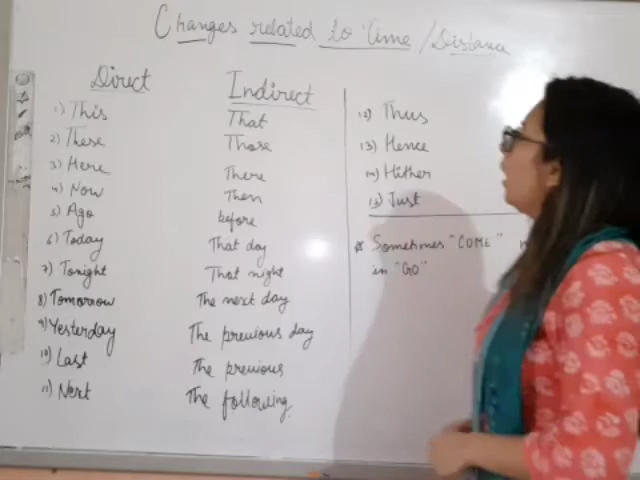 Changes related to Time / Distance
Direct Indirect
1) This That
2) These Those
3) Here There
4) Now Then
5) Ago before
6) Today That day
7) Tonight That night
8) Tomorrow The next day
9) Yesterday The previous day
10) Last The previous
11) Next The following
12) Thus
13) Hence
14) Hither
15) Just
* Sometimes "COME"
in "GO"